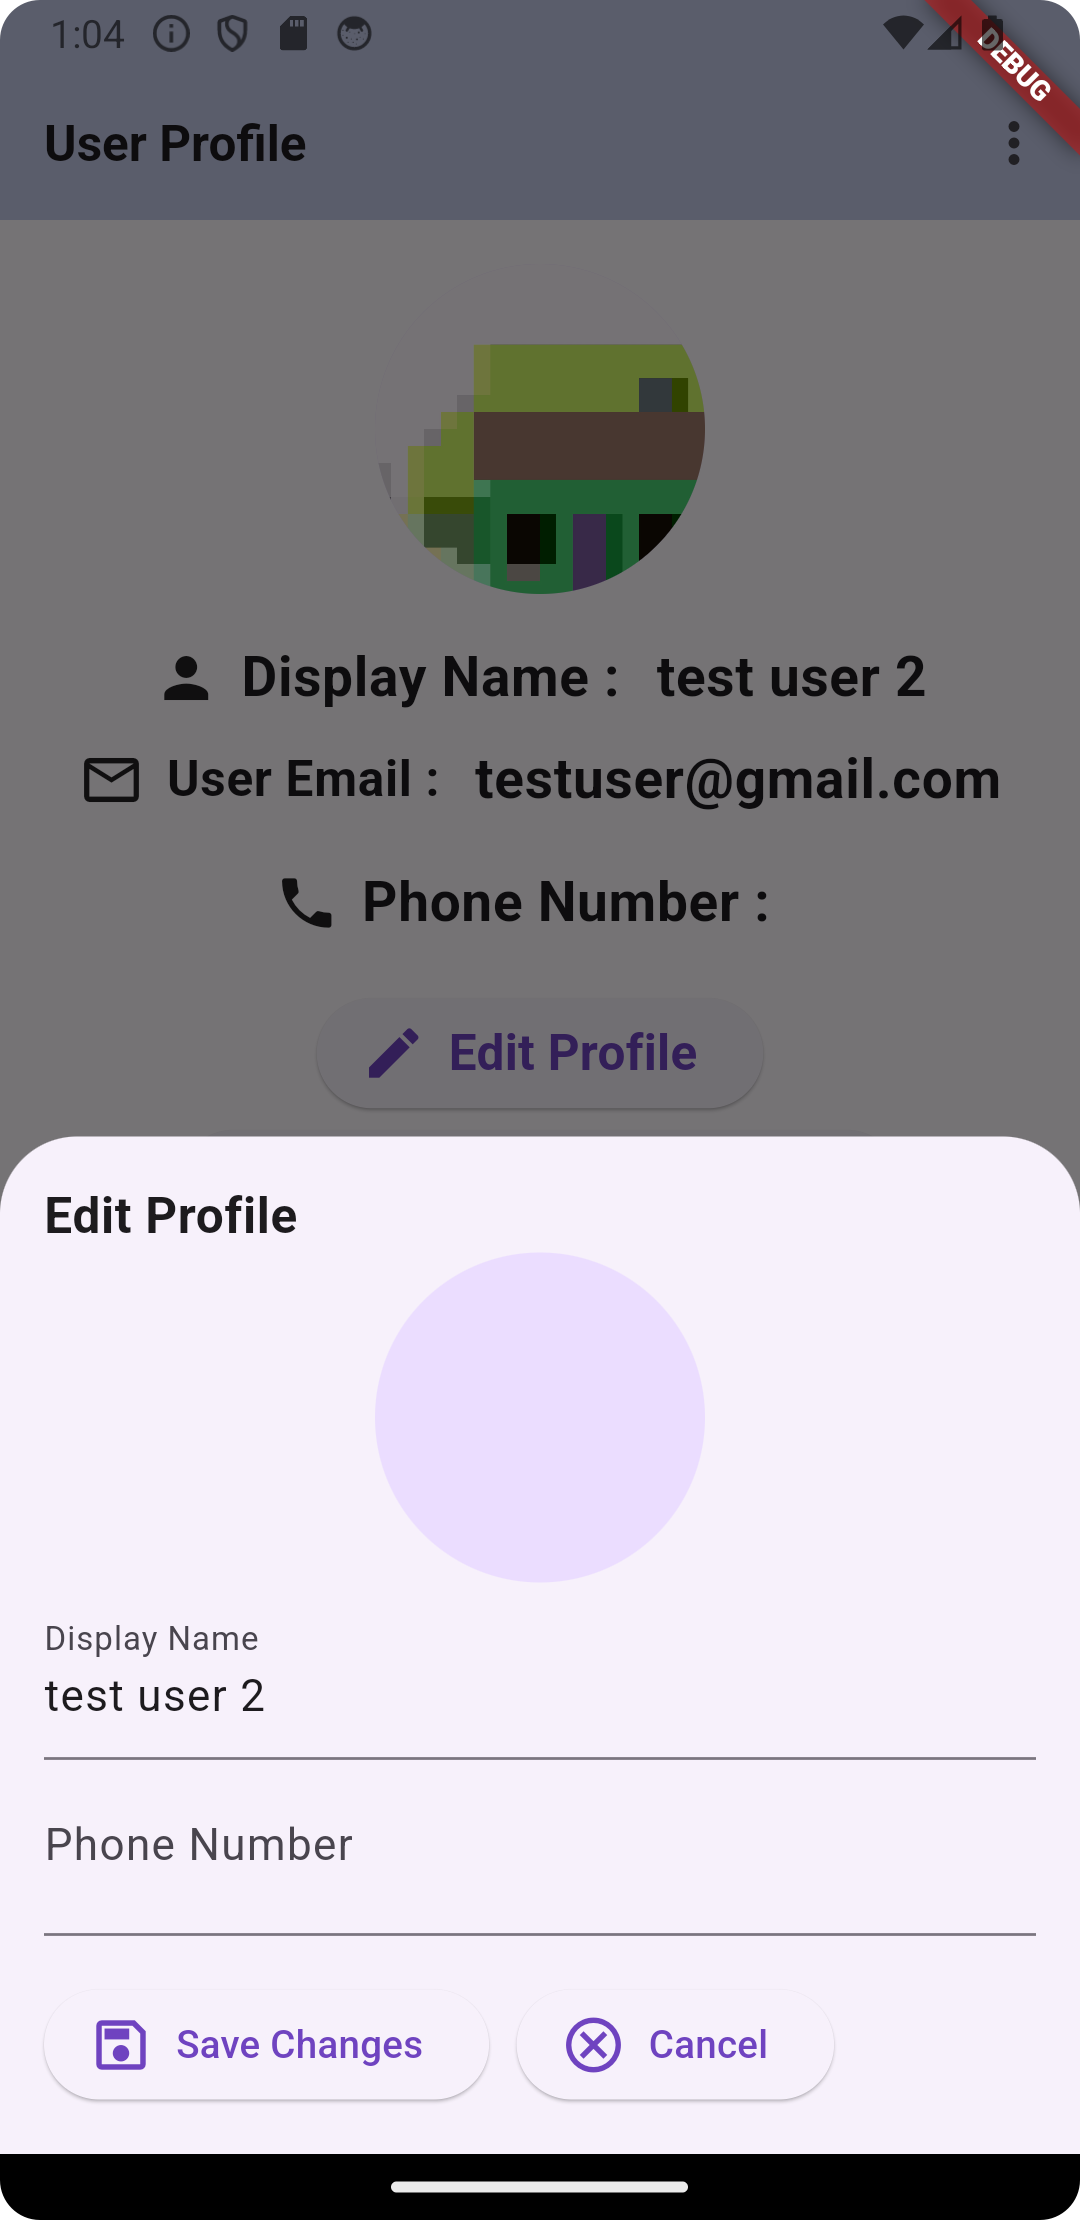 1:04
DEBUG
User Profile
Display Name : test user 2
User Email : testuser@gmail.com
Phone Number :
Edit Profile
Edit Profile
Display Name
test user 2
Phone Number
Save Changes Cancel